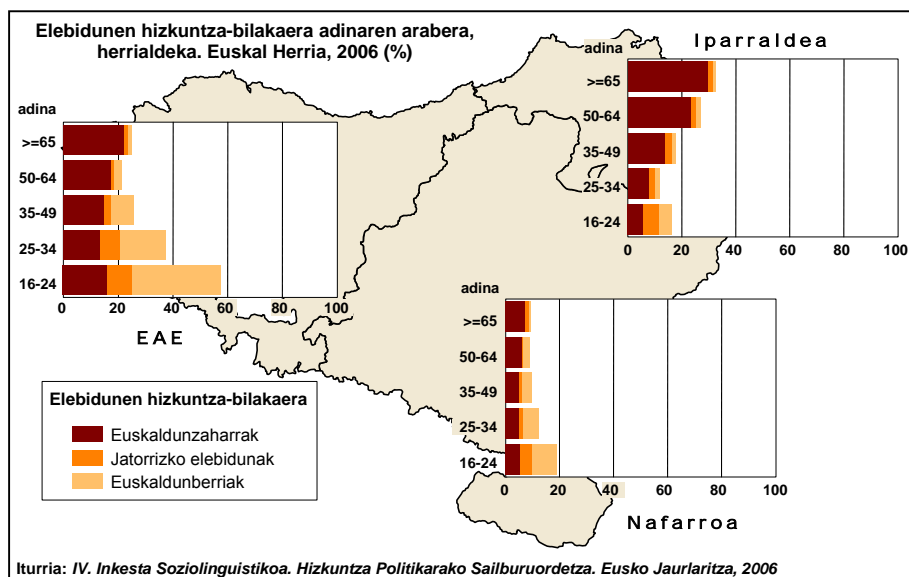 Elebidunen hizkuntza-bilakaera adinaren arabera,
herrialdeka. Euskal Herria, 2006 (%)
adina
Iparraldea
>=65
50-64
35-49
25-34
16-24
0 20 40 60 80 100
adina
>=65
50-64
35-49
25-34
16-24
0 20 40 60 80 100
EAE
adina
>=65
50-64
35-49
25-34
16-24
0 20 40 60 80 100
Nafarroa
Elebidunen hizkuntza-bilakaera
Euskaldunzaharrak
Jatorrizko elebidunak
Euskaldunberriak
Iturria: IV. Inkesta Soziolinguistikoa. Hizkuntza Politikarako Sailburuordetza. Eusko Jaurlaritza, 2006